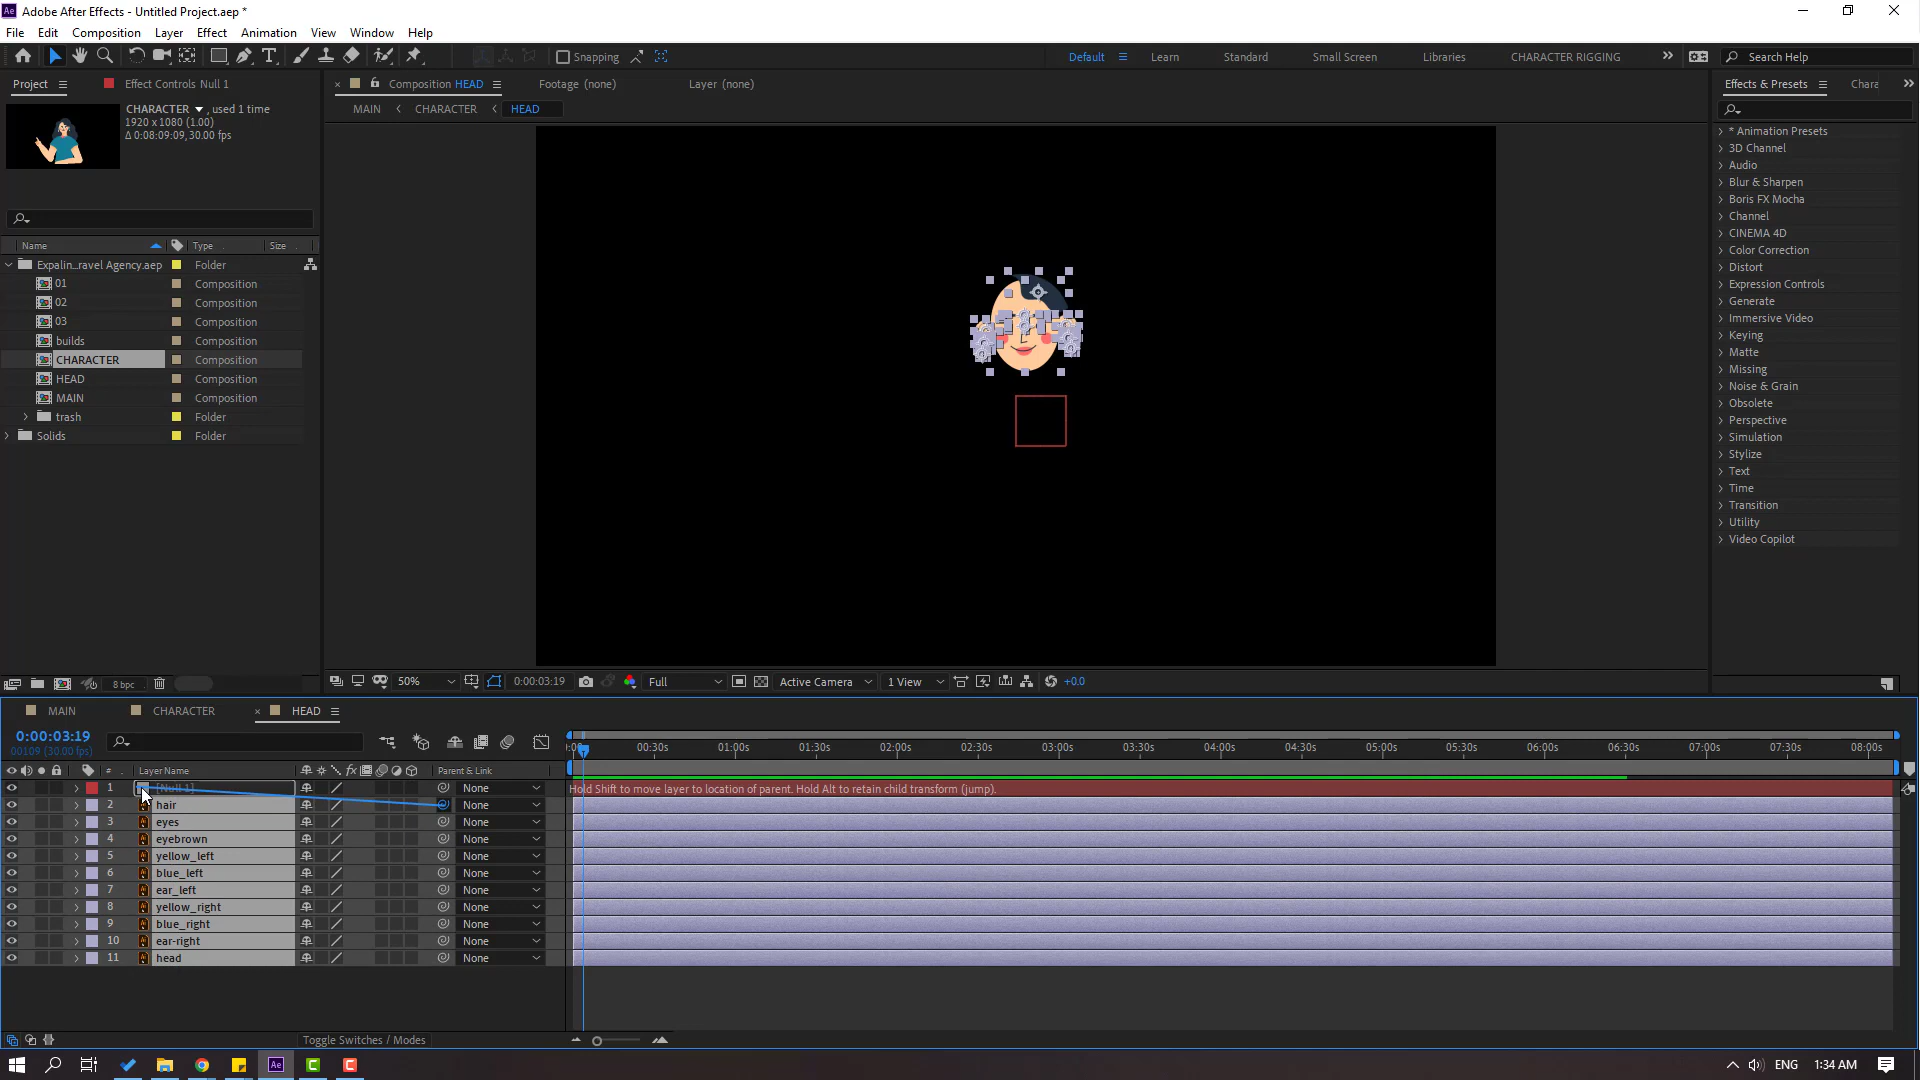 Adobe After Effects - Untitled Project.aep *
File Edit Composition Layer Effect Animation View Window Help
Snapping
Default Learn Standard Small Screen Libraries CHARACTER RIGGING Search Help
Project Effect Controls Null 1 Composition HEAD Footage (none) Layer (none) Effects & Presets Chara
CHARACTER , used 1 time
1920 x 1080 (1.00)
Δ 0:08:09:09, 30.00 fps
MAIN CHARACTER HEAD
Name Type Size
Expalin...ravel Agency.aep Folder
01 Composition
02 Composition
03 Composition
builds Composition
CHARACTER Composition
HEAD Composition
MAIN Composition
trash Folder
Solids Folder
* Animation Presets
3D Channel
Audio
Blur & Sharpen
Boris FX Mocha
Channel
CINEMA 4D
Color Correction
Distort
Expression Controls
Generate
Immersive Video
Keying
Matte
Missing
Noise & Grain
Obsolete
Perspective
Simulation
Stylize
Text
Time
Transition
Utility
Video Copilot
8 bpc 50% 0:00:03:19 Full Active Camera 1 View +0.0
MAIN CHARACTER HEAD
0:00:03:19
00109 (30.00 fps)
00:30s 01:00s 01:30s 02:00s 02:30s 03:00s 03:30s 04:00s 04:30s 05:00s 05:30s 06:00s 06:30s 07:00s 07:30s 08:00s
# Layer Name fx Parent & Link
1 [Null 1] None Hold Shift to move layer to location of parent. Hold Alt to retain child transform (jump).
2 hair None
3 eyes None
4 eyebrown None
5 yellow_left None
6 blue_left None
7 ear_left None
8 yellow_right None
9 blue_right None
10 ear-right None
11 head None
Toggle Switches / Modes
ENG 1:34 AM